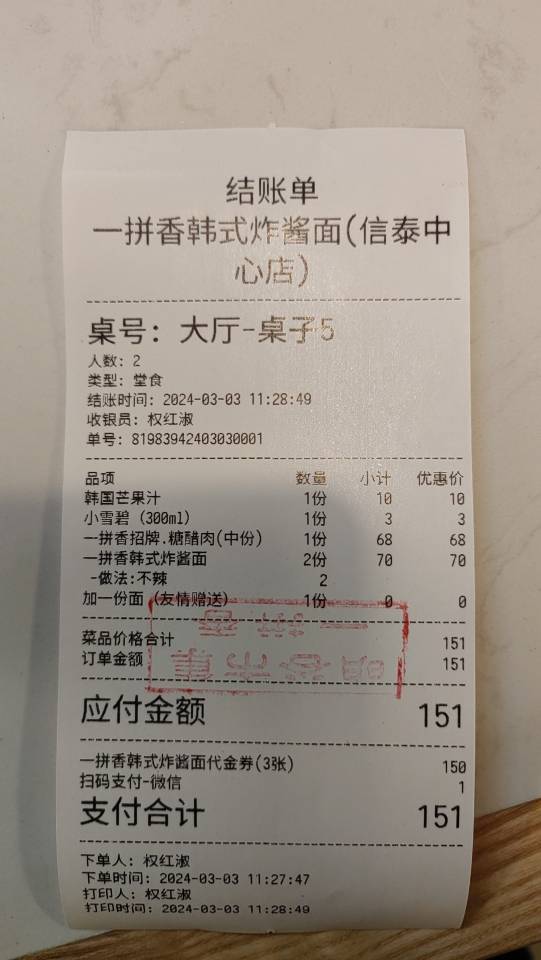 结账单
一拼香韩式炸酱面(信泰中
心店)
桌号: 大厅-桌子5
人数: 2
类型: 堂食
结账时间: 2024-03-03 11:28:49
收银员: 权红淑
单号: 81983942403030001
品项 数量 小计 优惠价
韩国芒果汁 1份 10 10
小雪碧 (300ml) 1份 3 3
一拼香招牌.糖醋肉(中份) 1份 68 68
一拼香韩式炸酱面 2份 70 70
-做法:不辣 2
加一份面 (友情赠送) 1份 0 0
菜品价格合计 151
订单金额 151
应付金额 151
一拼香韩式炸酱面代金券(3张) 150
扫码支付-微信 1
支付合计 151
下单人: 权红淑
下单时间: 2024-03-03 11:27:47
打印人: 权红淑
打印时间: 2024-03-03 11:28:49